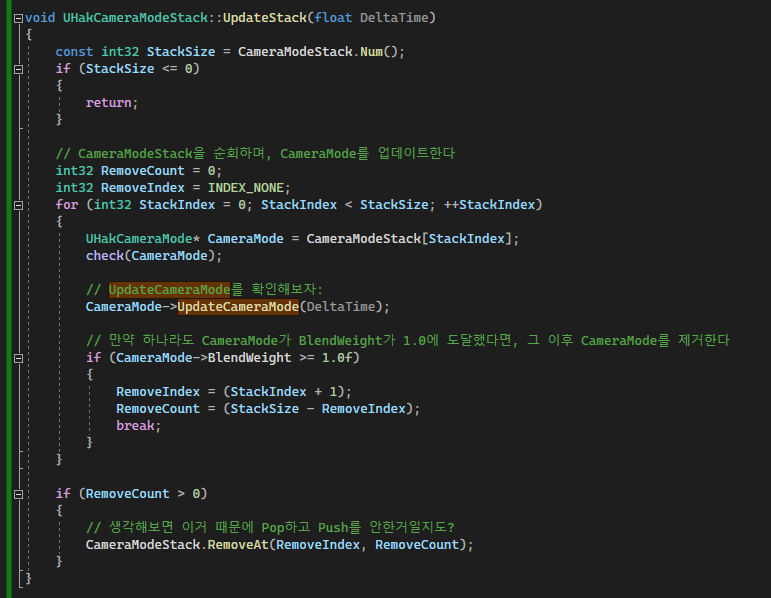 void UHakCameraModeStack::UpdateStack(float DeltaTime)
{
    const int32 StackSize = CameraModeStack.Num();
    if (StackSize <= 0)
    {
        return;
    }

    // CameraModeStack을 순회하며, CameraMode를 업데이트한다
    int32 RemoveCount = 0;
    int32 RemoveIndex = INDEX_NONE;
    for (int32 StackIndex = 0; StackIndex < StackSize; ++StackIndex)
    {
        UHakCameraMode* CameraMode = CameraModeStack[StackIndex];
        check(CameraMode);

        // UpdateCameraMode를 확인해보자:
        CameraMode->UpdateCameraMode(DeltaTime);

        // 만약 하나라도 CameraMode가 BlendWeight가 1.0에 도달했다면, 그 이후 CameraMode를 제거한다
        if (CameraMode->BlendWeight >= 1.0f)
        {
            RemoveIndex = (StackIndex + 1);
            RemoveCount = (StackSize - RemoveIndex);
            break;
        }
    }

    if (RemoveCount > 0)
    {
        // 생각해보면 이거 때문에 Pop하고 Push를 안한거일지도?
        CameraModeStack.RemoveAt(RemoveIndex, RemoveCount);
    }
}